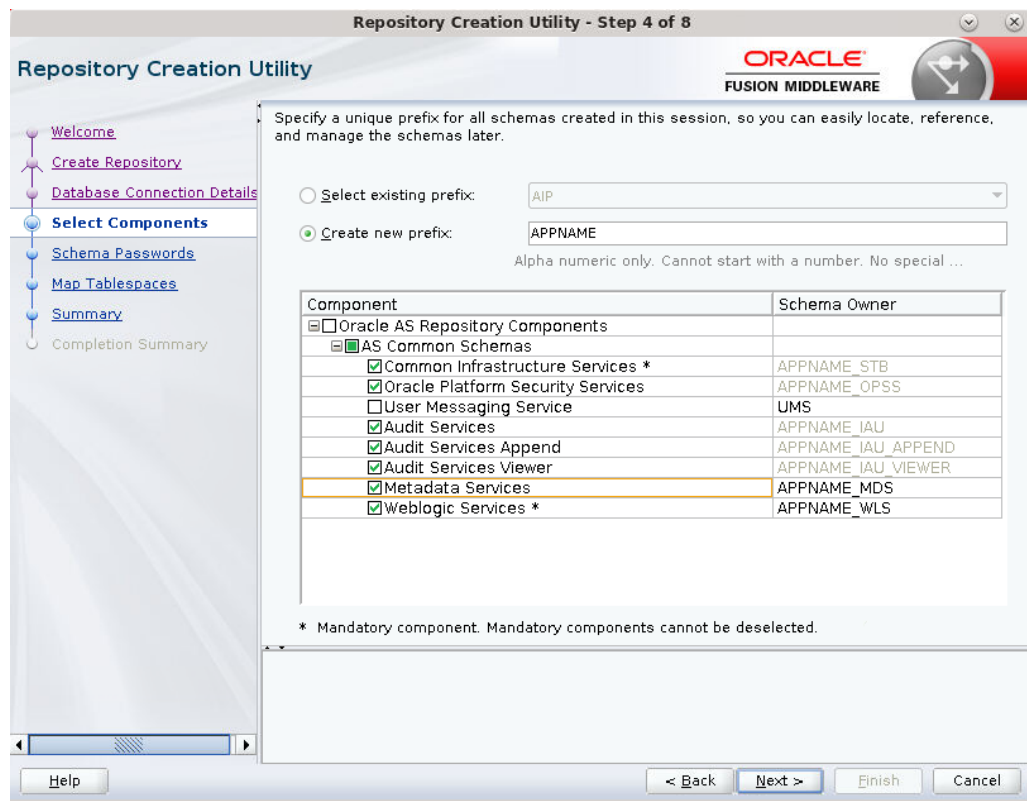 Repository Creation Utility - Step 4 of 8
Repository Creation Utility
ORACLE
FUSION MIDDLEWARE
Welcome
Create Repository
Database Connection Details
Select Components
Schema Passwords
Map Tablespaces
Summary
Completion Summary
Specify a unique prefix for all schemas created in this session, so you can easily locate, reference,
and manage the schemas later.
Select existing prefix: AIP
Create new prefix: APPNAME
Alpha numeric only. Cannot start with a number. No special ...
Component Schema Owner
Oracle AS Repository Components
AS Common Schemas
Common Infrastructure Services * APPNAME_STB
Oracle Platform Security Services APPNAME_OPSS
User Messaging Service UMS
Audit Services APPNAME_IAU
Audit Services Append APPNAME_IAU_APPEND
Audit Services Viewer APPNAME_IAU_VIEWER
Metadata Services APPNAME_MDS
Weblogic Services * APPNAME_WLS
* Mandatory component. Mandatory components cannot be deselected.
Help < Back Next > Finish Cancel